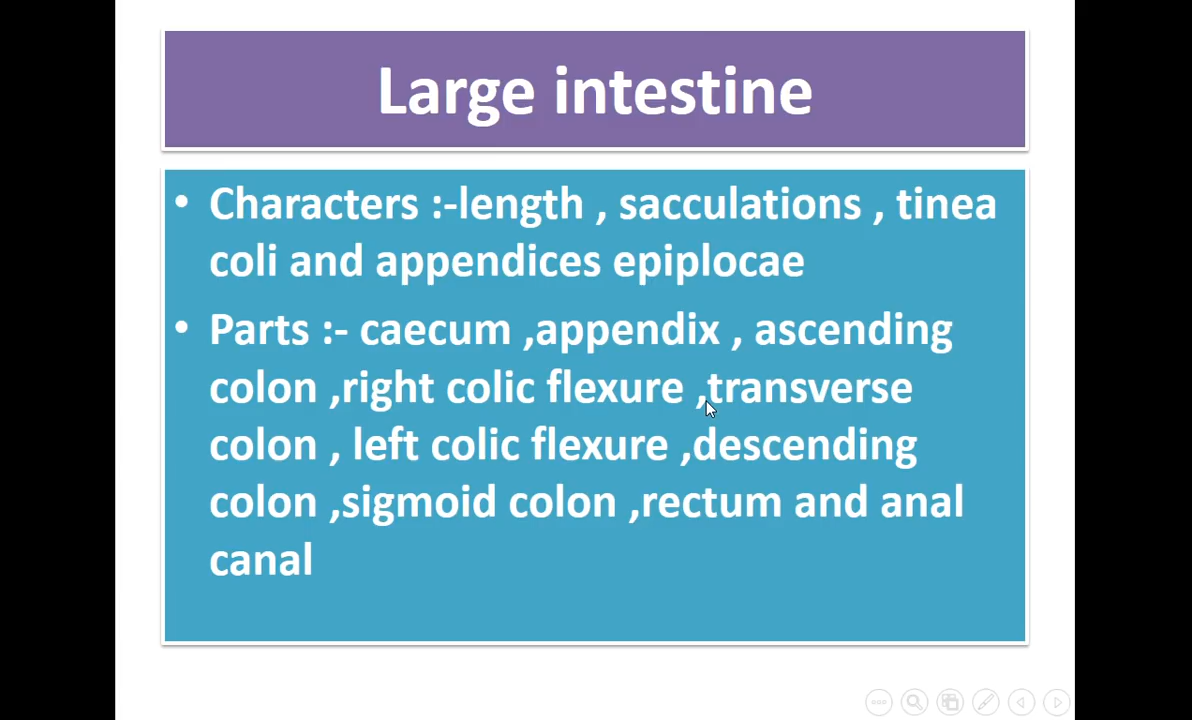 Large intestine
• Characters :-length , sacculations , tinea
coli and appendices epiplocae
• Parts :- caecum ,appendix , ascending
colon ,right colic flexure ,transverse
colon , left colic flexure ,descending
colon ,sigmoid colon ,rectum and anal
canal